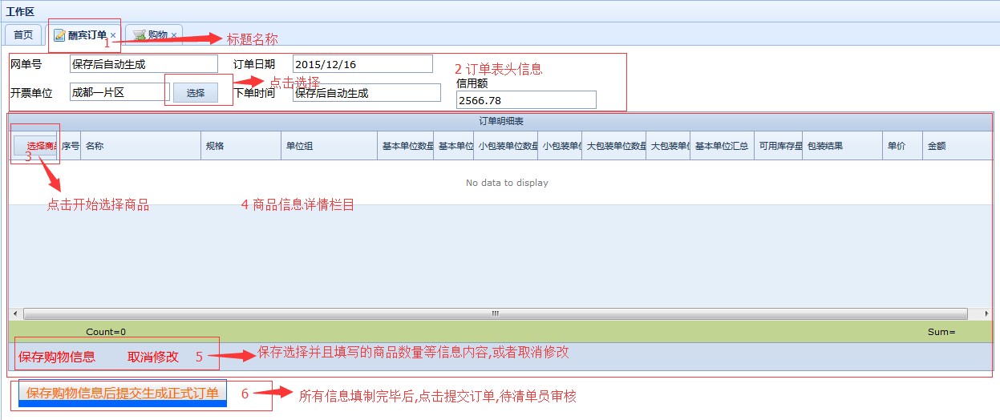 工作区
首页 酬宾订单 × 购物 ×
1 标题名称
网单号 保存后自动生成 订单日期 2015/12/16 2 订单表头信息
开票单位 成都一片区 选择 点击选择 下单时间 保存后自动生成 信用额 2566.78
订单明细表
选择商品 序号 名称 规格 单位组 基本单位数量 基本单位 小包装单位数量 小包装单位 大包装单位数量 大包装单位 基本单位汇总 可用库存量 包装结果 单价 金额
3
No data to display
点击开始选择商品 4 商品信息详情栏目
Count=0 Sum=
保存购物信息 取消修改 5 保存选择并且填写的商品数量等信息内容,或者取消修改
保存购物信息后提交生成正式订单 6 所有信息填制完毕后,点击提交订单,待清单员审核